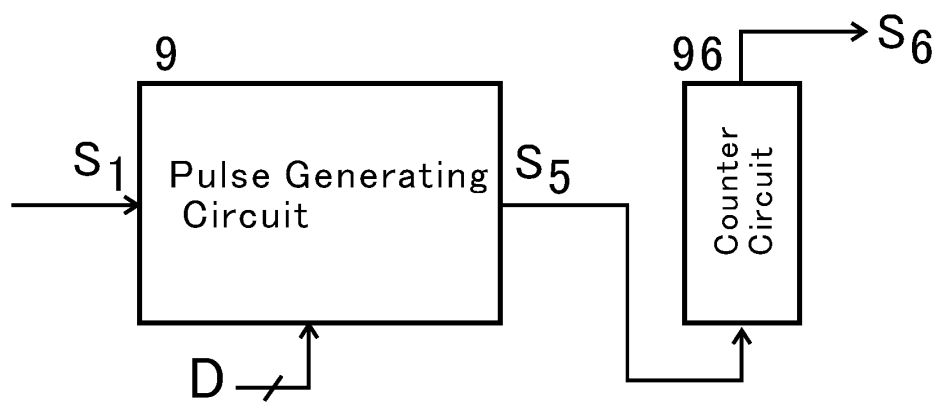 9
96
S6
S1
Pulse Generating
Circuit
S5
Counter
Circuit
D